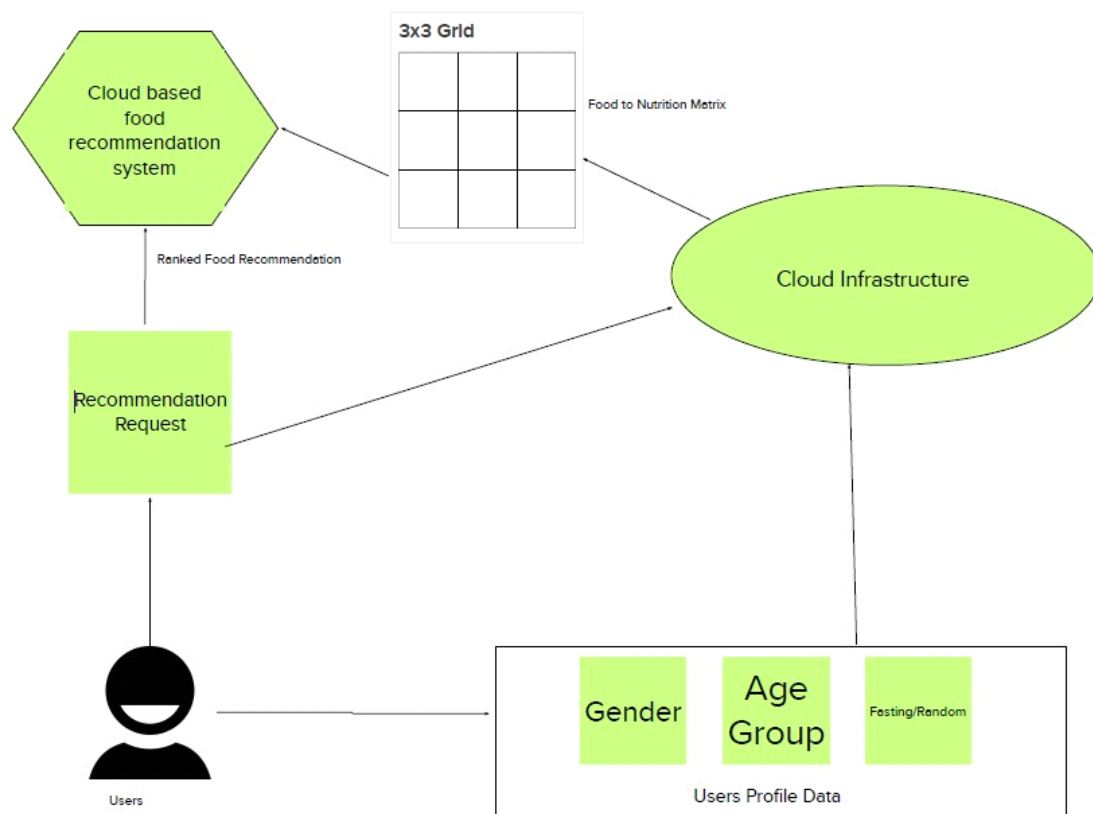 3x3 Grid
Cloud based
food
recommendation
system
Food to Nutrition Matrix
Ranked Food Recommendation
Cloud Infrastructure
Recommendation
Request
Gender
Age
Group
Fasting/Random
Users
Users Profile Data